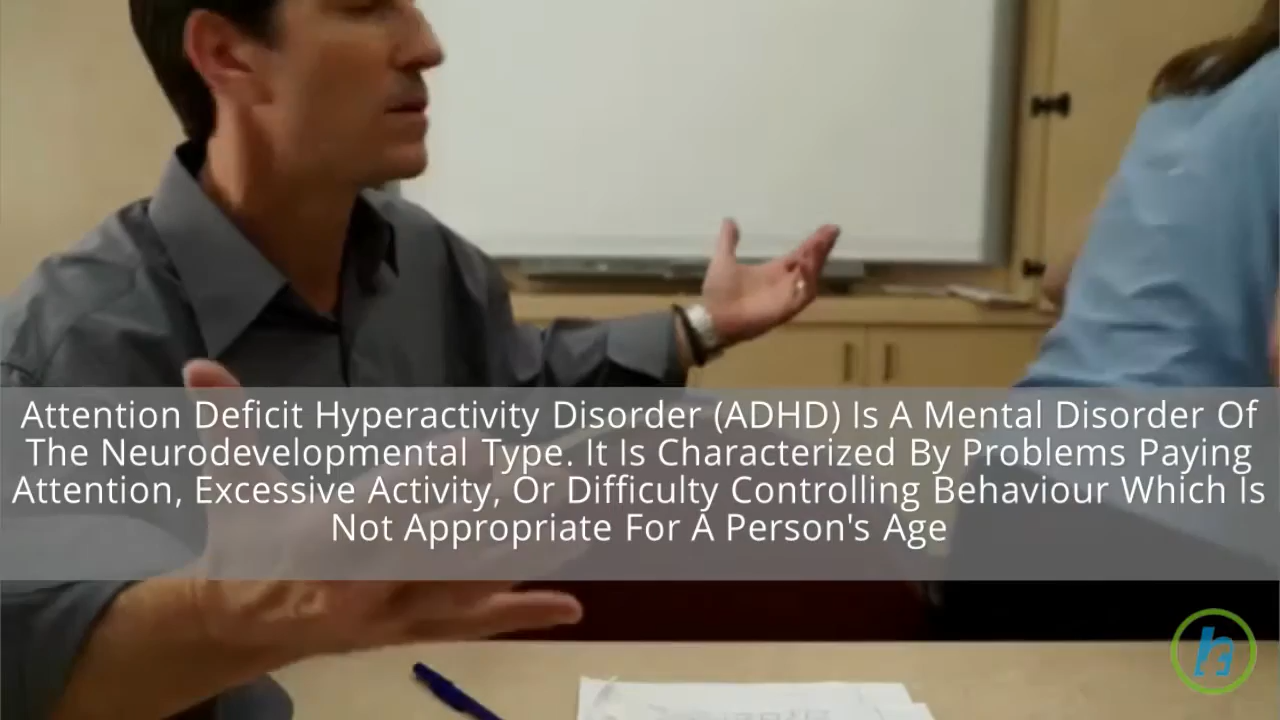 Attention Deficit Hyperactivity Disorder (ADHD) Is A Mental Disorder Of
The Neurodevelopmental Type. It Is Characterized By Problems Paying
Attention, Excessive Activity, Or Difficulty Controlling Behaviour Which Is
Not Appropriate For A Person's Age